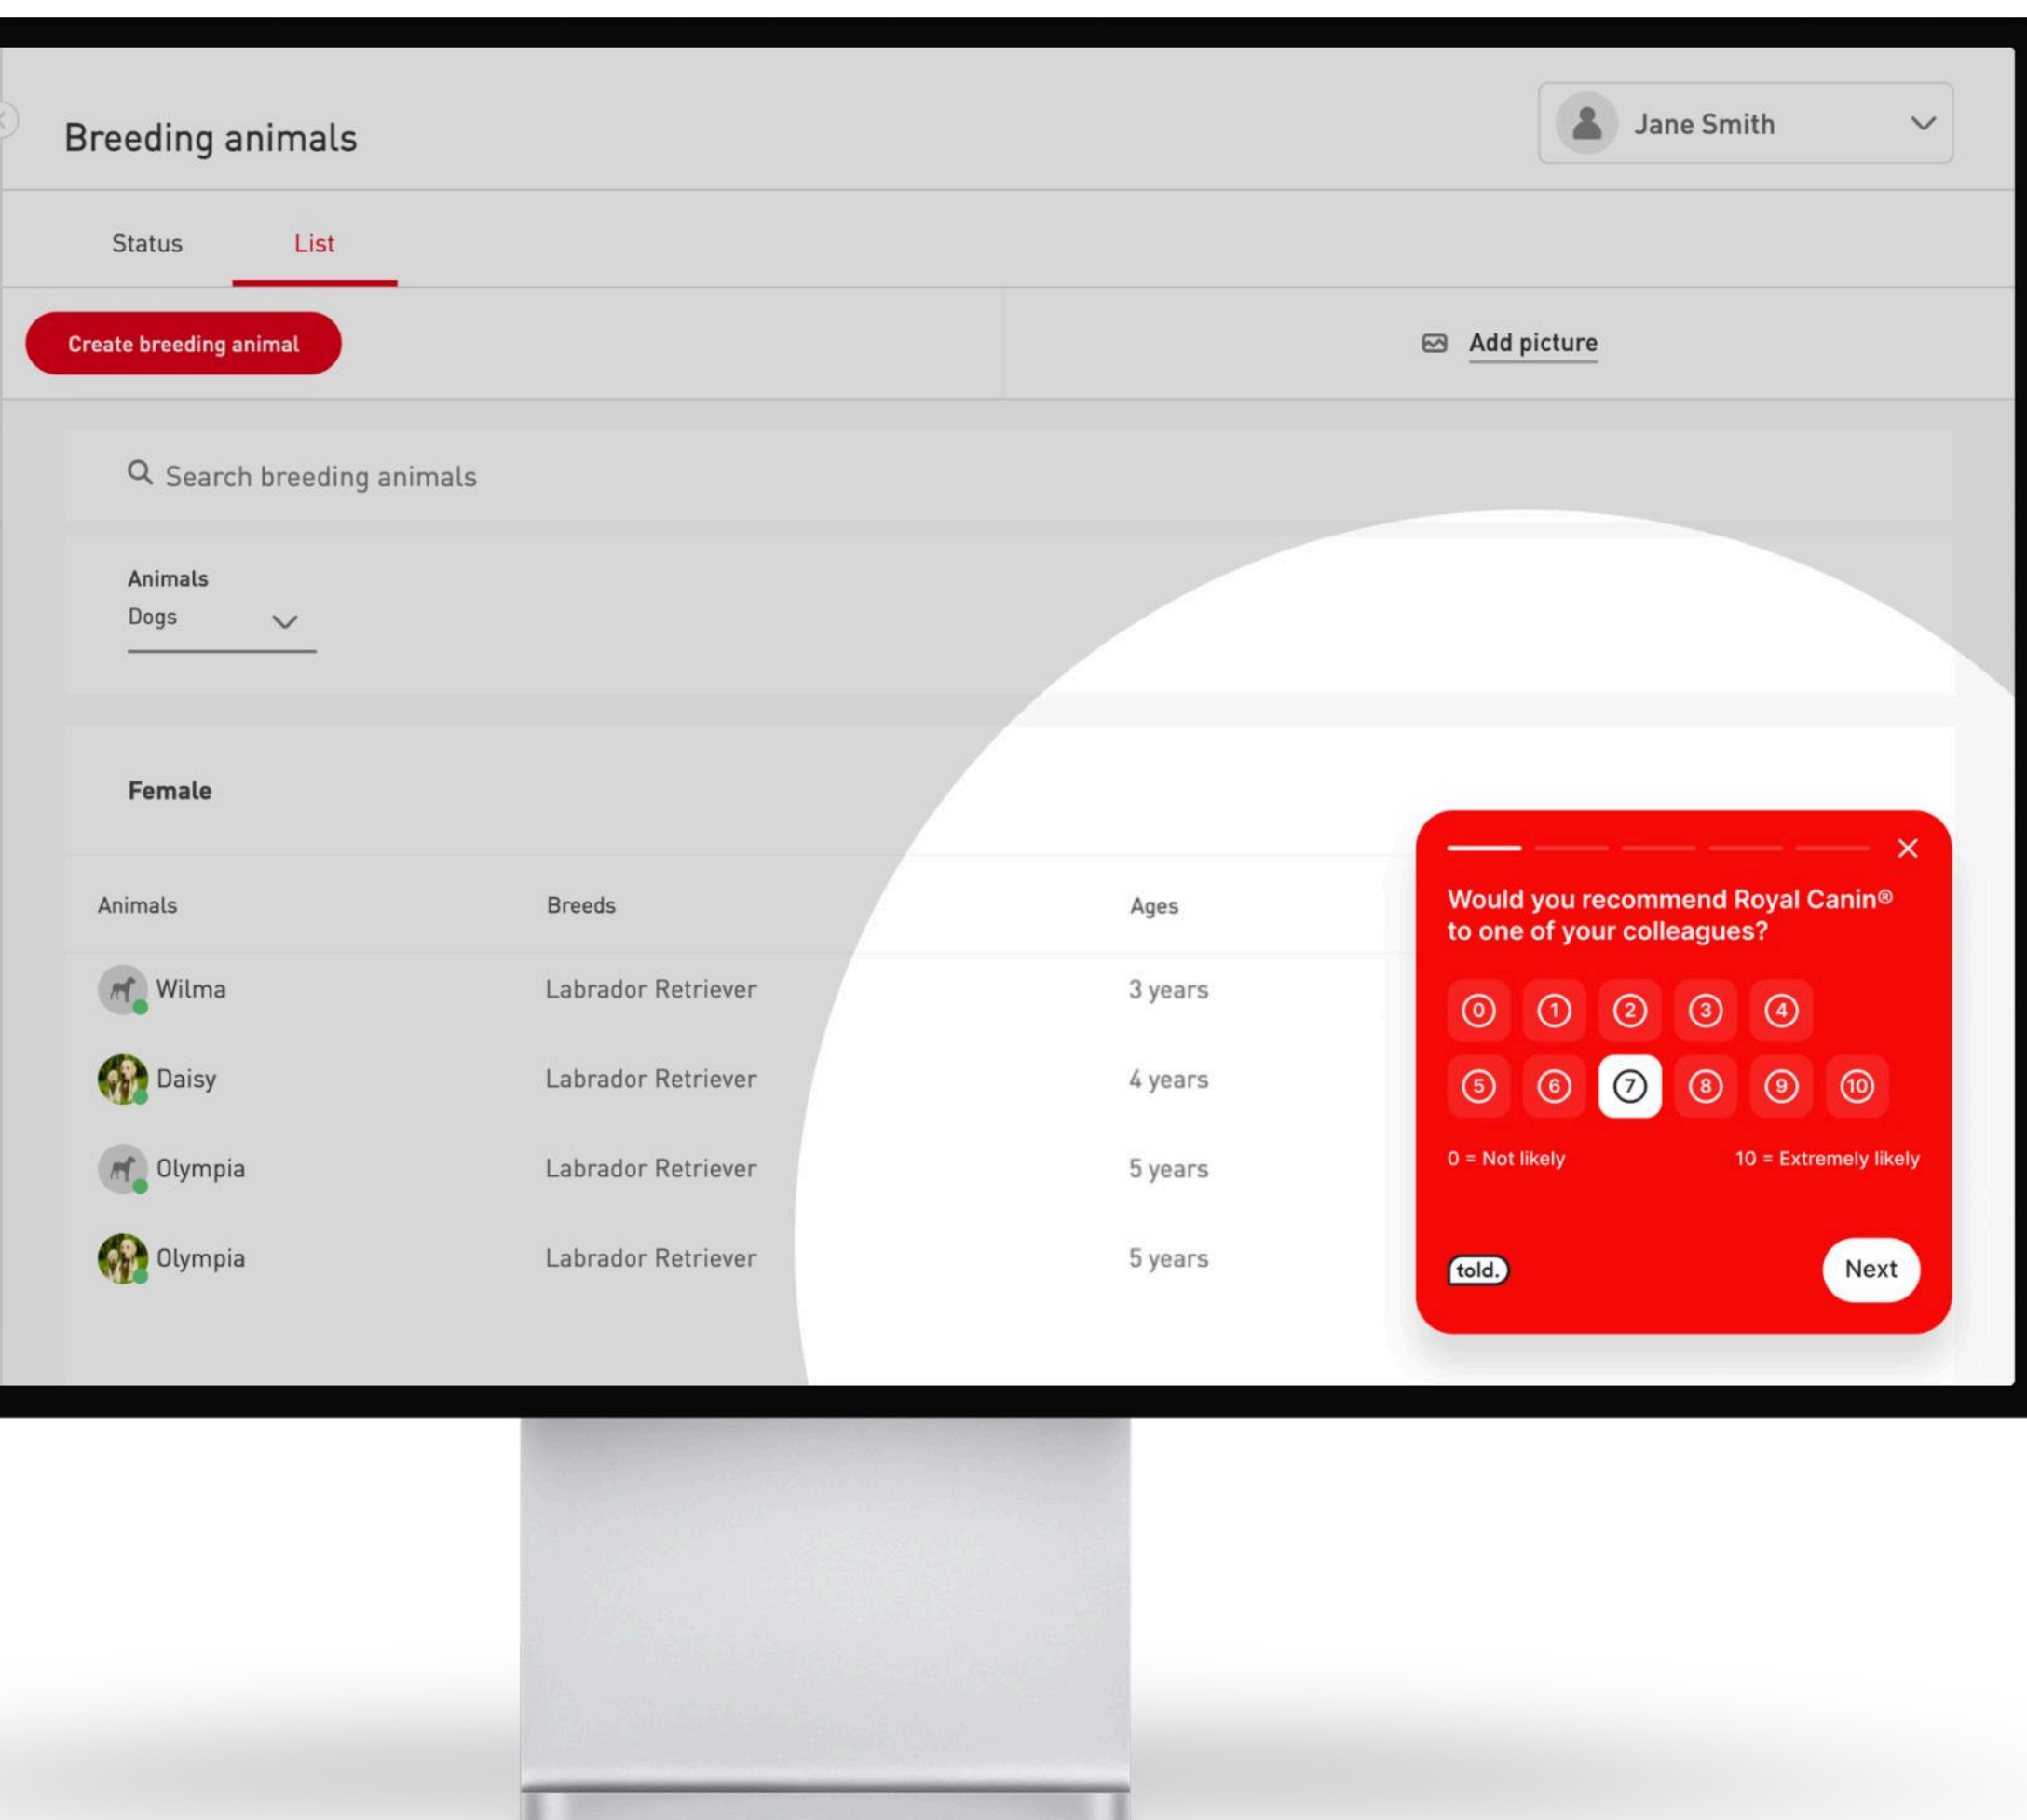 Breeding animals
Jane Smith
Status List
Create breeding animal
Add picture
Search breeding animals
Animals
Dogs
Female
Animals Breeds Ages
Wilma Labrador Retriever 3 years
Daisy Labrador Retriever 4 years
Olympia Labrador Retriever 5 years
Olympia Labrador Retriever 5 years
Would you recommend Royal Canin®
to one of your colleagues?
0 1 2 3 4
5 6 7 8 9 10
0 = Not likely 10 = Extremely likely
told. Next